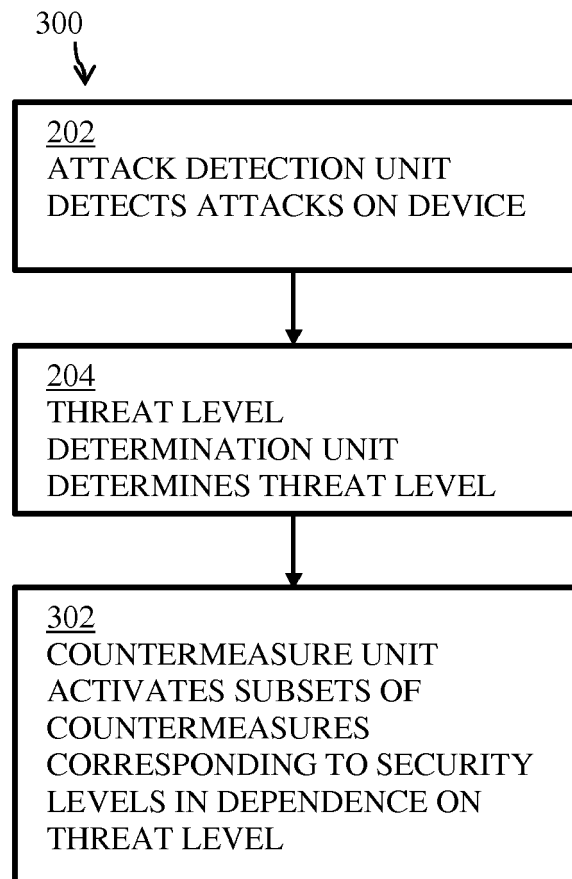 300
202
ATTACK DETECTION UNIT
DETECTS ATTACKS ON DEVICE
204
THREAT LEVEL
DETERMINATION UNIT
DETERMINES THREAT LEVEL
302
COUNTERMEASURE UNIT
ACTIVATES SUBSETS OF
COUNTERMEASURES
CORRESPONDING TO SECURITY
LEVELS IN DEPENDENCE ON
THREAT LEVEL